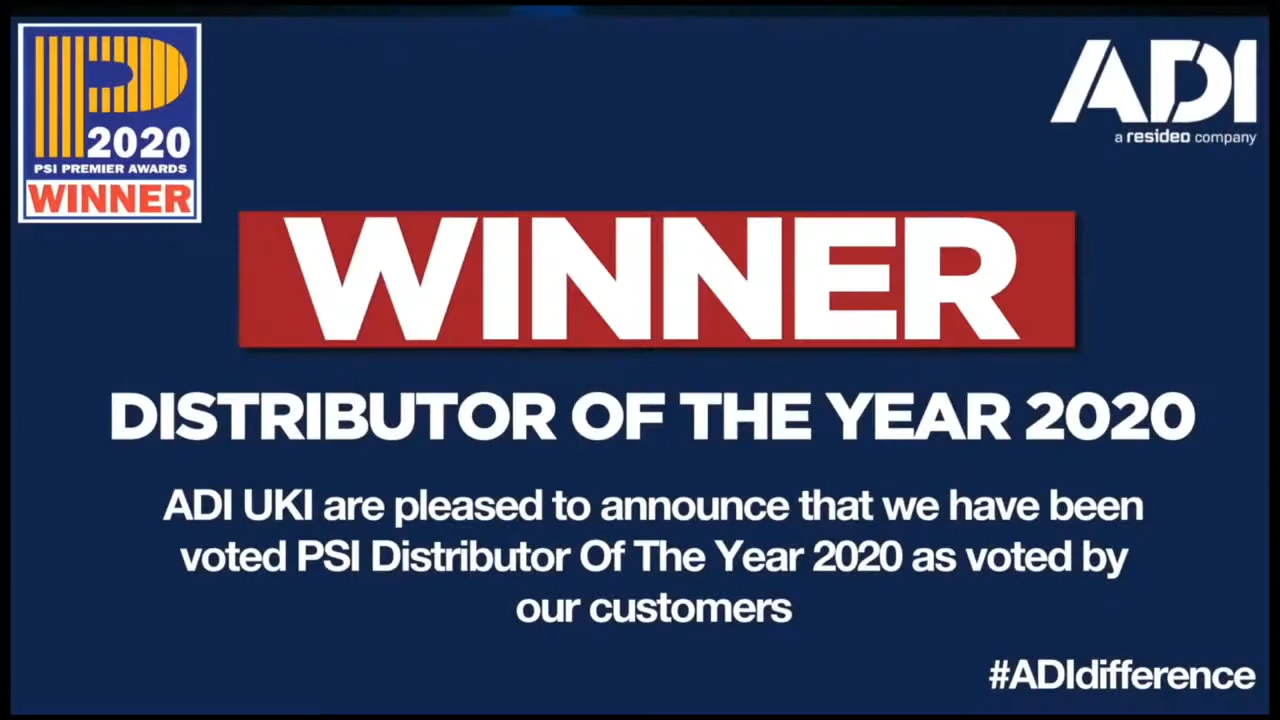 2020
PSI PREMIER AWARDS
WINNER
ADI
a resideo company
WINNER
DISTRIBUTOR OF THE YEAR 2020
ADI UKI are pleased to announce that we have been
voted PSI Distributor Of The Year 2020 as voted by
our customers
#ADIdifference